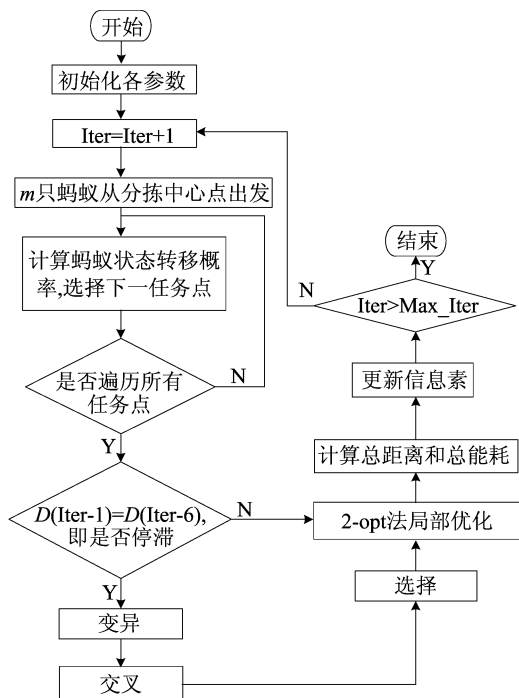 开始
初始化各参数
Iter=Iter+1
m只蚂蚁从分拣中心点出发
计算蚂蚁状态转移概
率,选择下一任务点
是否遍历所有
任务点
N
Y
D(Iter-1)=D(Iter-6),
即是否停滞
N
Y
变异
交叉
选择
2-opt法局部优化
计算总距离和总能耗
更新信息素
Iter>Max_Iter
N
Y
结束